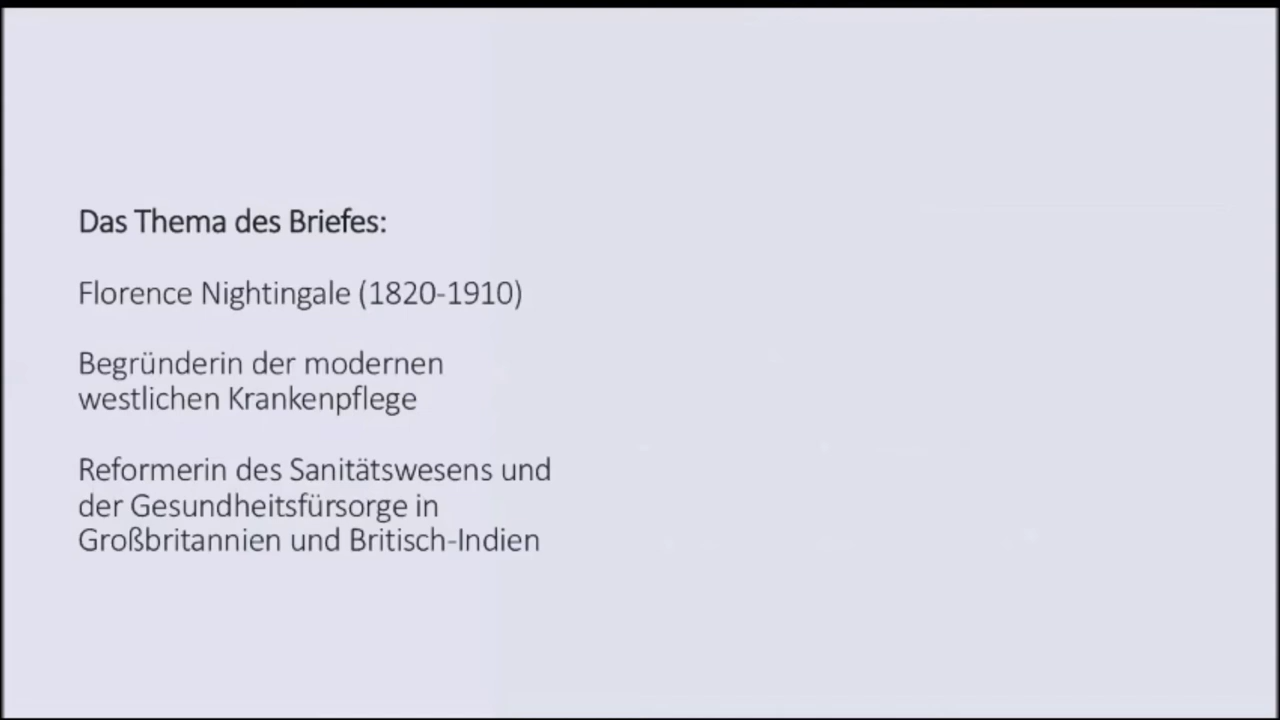 Das Thema des Briefes:
Florence Nightingale (1820-1910)
Begründerin der modernen
westlichen Krankenpflege
Reformerin des Sanitätswesens und
der Gesundheitsfürsorge in
Großbritannien und Britisch-Indien